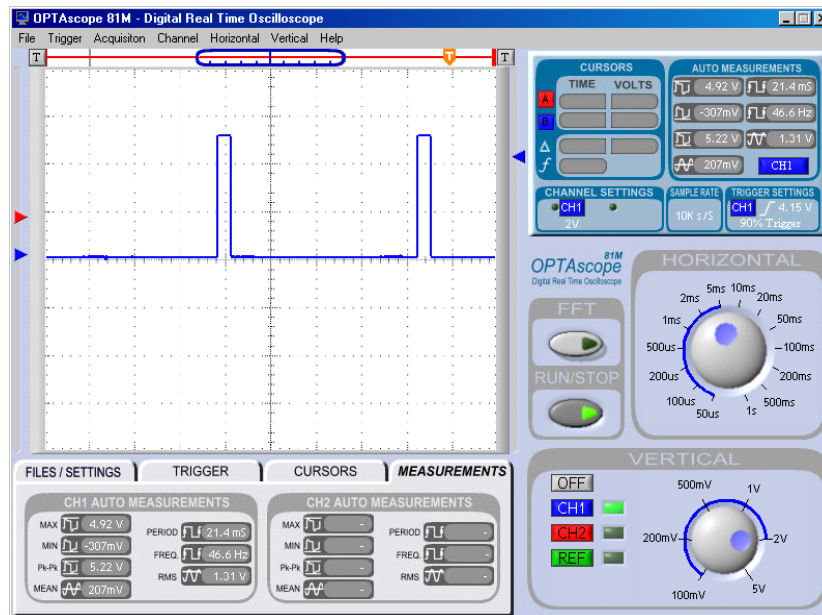 OPTAscope 81M - Digital Real Time Oscilloscope
File Trigger Acquisiton Channel Horizontal Vertical Help
T T T
CURSORS
TIME VOLTS
A
B
Δ
f
AUTO MEASUREMENTS
4.92 V 21.4 mS
-307mV 46.6 Hz
5.22 V 1.31 V
207mV CH1
CHANNEL SETTINGS
CH1
2V
SAMPLE RATE
10K s/S
TRIGGER SETTINGS
CH1 4.15 V
90% Trigger
81M
OPTAscope
Digital Real Time Oscilloscope
FFT
RUN/STOP
HORIZONTAL
5ms 10ms
2ms 20ms
1ms 50ms
500us 100ms
200us 200ms
100us 500ms
50us 1s
FILES / SETTINGS TRIGGER CURSORS MEASUREMENTS
CH1 AUTO MEASUREMENTS
MAX 4.92 V
MIN -307mV
Pk-Pk 5.22 V
MEAN 207mV
PERIOD 21.4 mS
FREQ. 46.6 Hz
RMS 1.31 V
CH2 AUTO MEASUREMENTS
MAX -
MIN -
Pk-Pk -
MEAN -
PERIOD -
FREQ. -
RMS -
VERTICAL
OFF
CH1
CH2
REF
500mV 1V
200mV 2V
100mV 5V